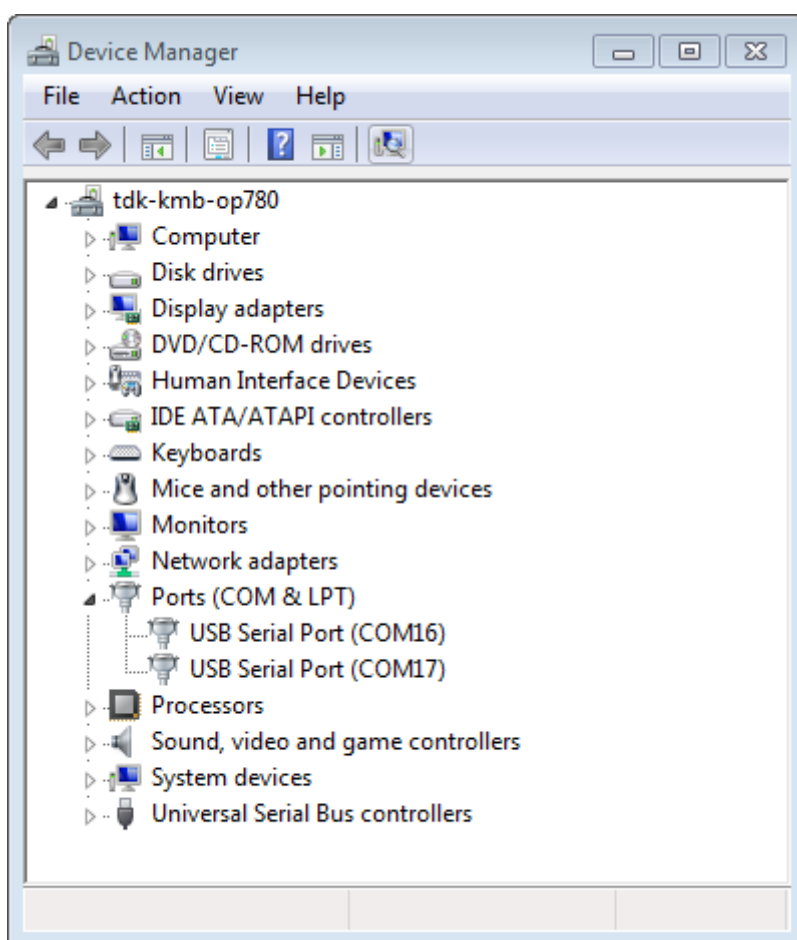 Device Manager
File Action View Help
tdk-kmb-op780
Computer
Disk drives
Display adapters
DVD/CD-ROM drives
Human Interface Devices
IDE ATA/ATAPI controllers
Keyboards
Mice and other pointing devices
Monitors
Network adapters
Ports (COM & LPT)
USB Serial Port (COM16)
USB Serial Port (COM17)
Processors
Sound, video and game controllers
System devices
Universal Serial Bus controllers